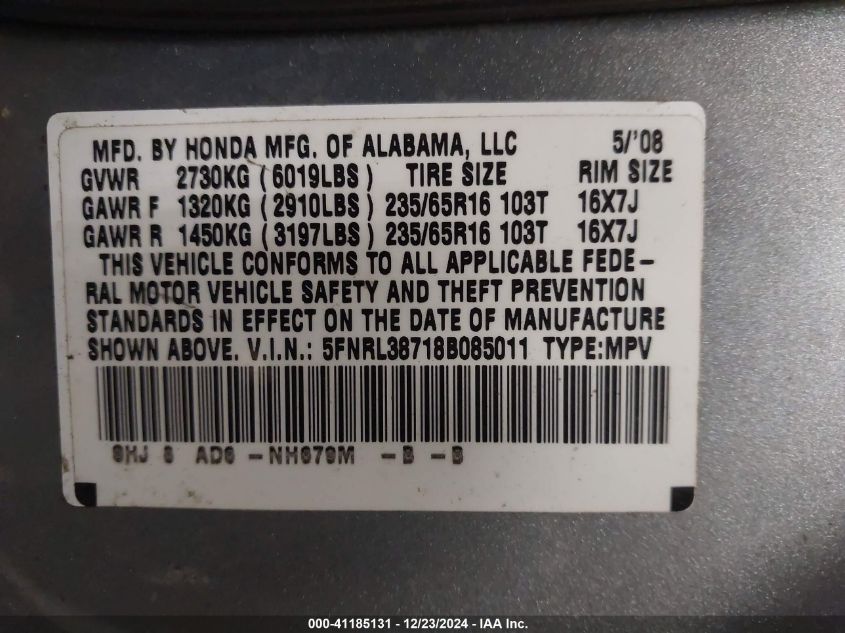 MFD. BY HONDA MFG. OF ALABAMA, LLC 5/'08
GVWR 2730KG (6019LBS) TIRE SIZE RIM SIZE
GAWR F 1320KG (2910LBS) 235/65R16 103T 16X7J
GAWR R 1450KG (3197LBS) 235/65R16 103T 16X7J
THIS VEHICLE CONFORMS TO ALL APPLICABLE FEDE-
RAL MOTOR VEHICLE SAFETY AND THEFT PREVENTION
STANDARDS IN EFFECT ON THE DATE OF MANUFACTURE
SHOWN ABOVE. V.I.N.: 5FNRL38718B085011 TYPE:MPV
-B -B
000-41185131 - 12/23/2024 - IAA Inc.